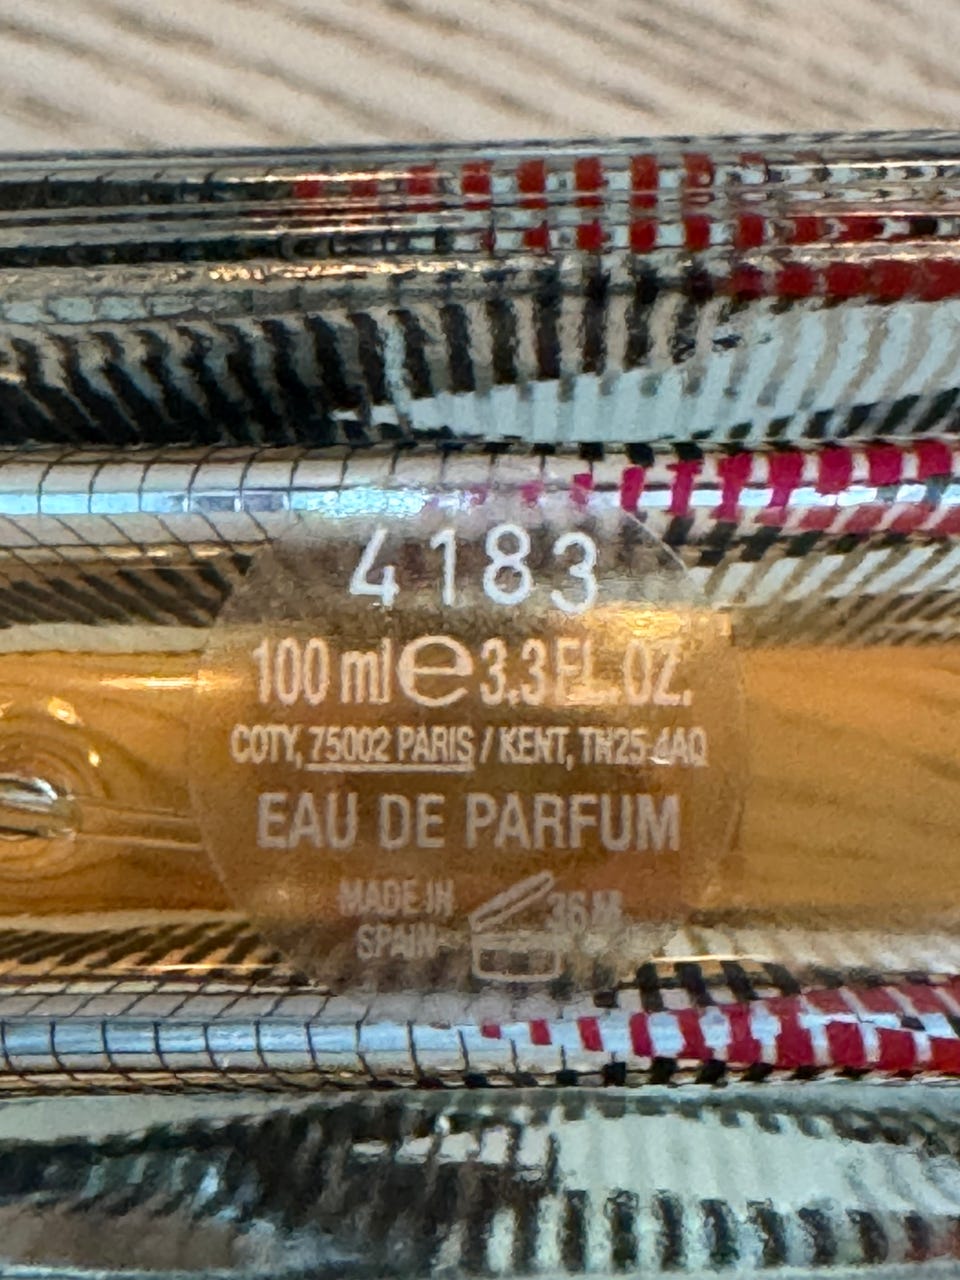 4183
100 ml e 3.3 FL. OZ.
COTY, 75002 PARIS / KENT, TN25 4AQ
EAU DE PARFUM
MADE IN
SPAIN
36 M